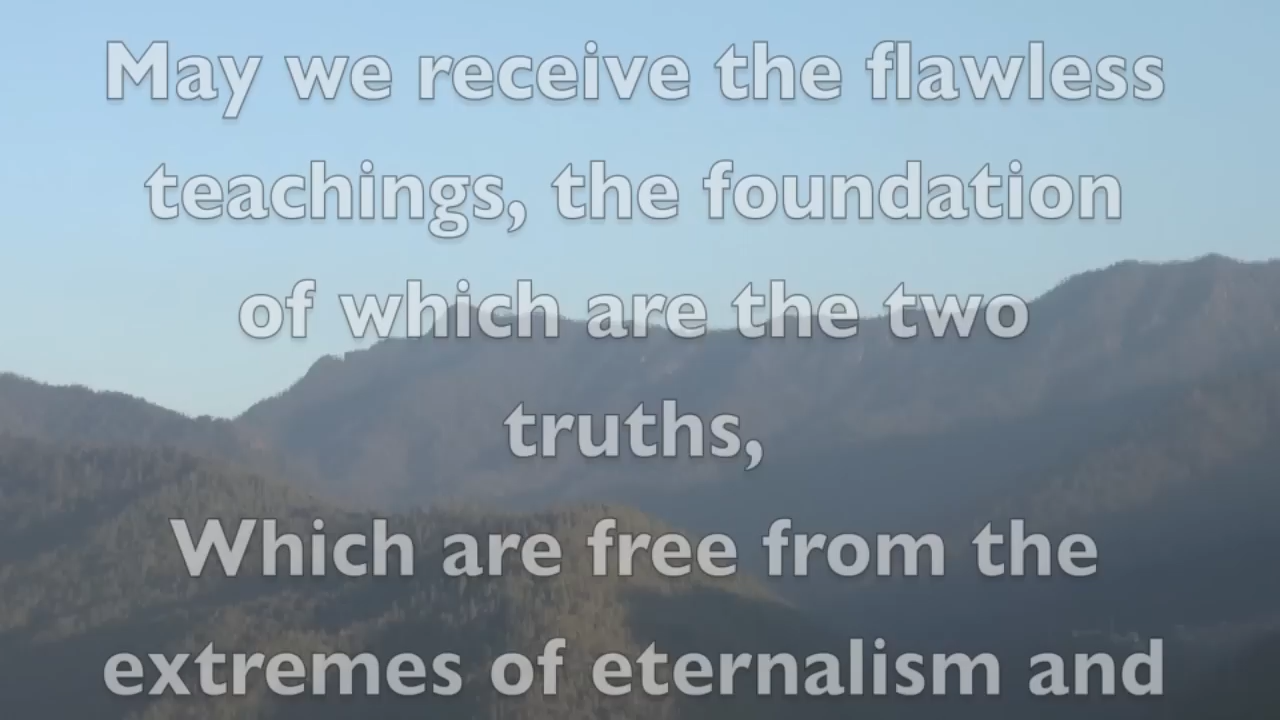 May we receive the flawless
teachings, the foundation
of which are the two
truths,
Which are free from the
extremes of eternalism and